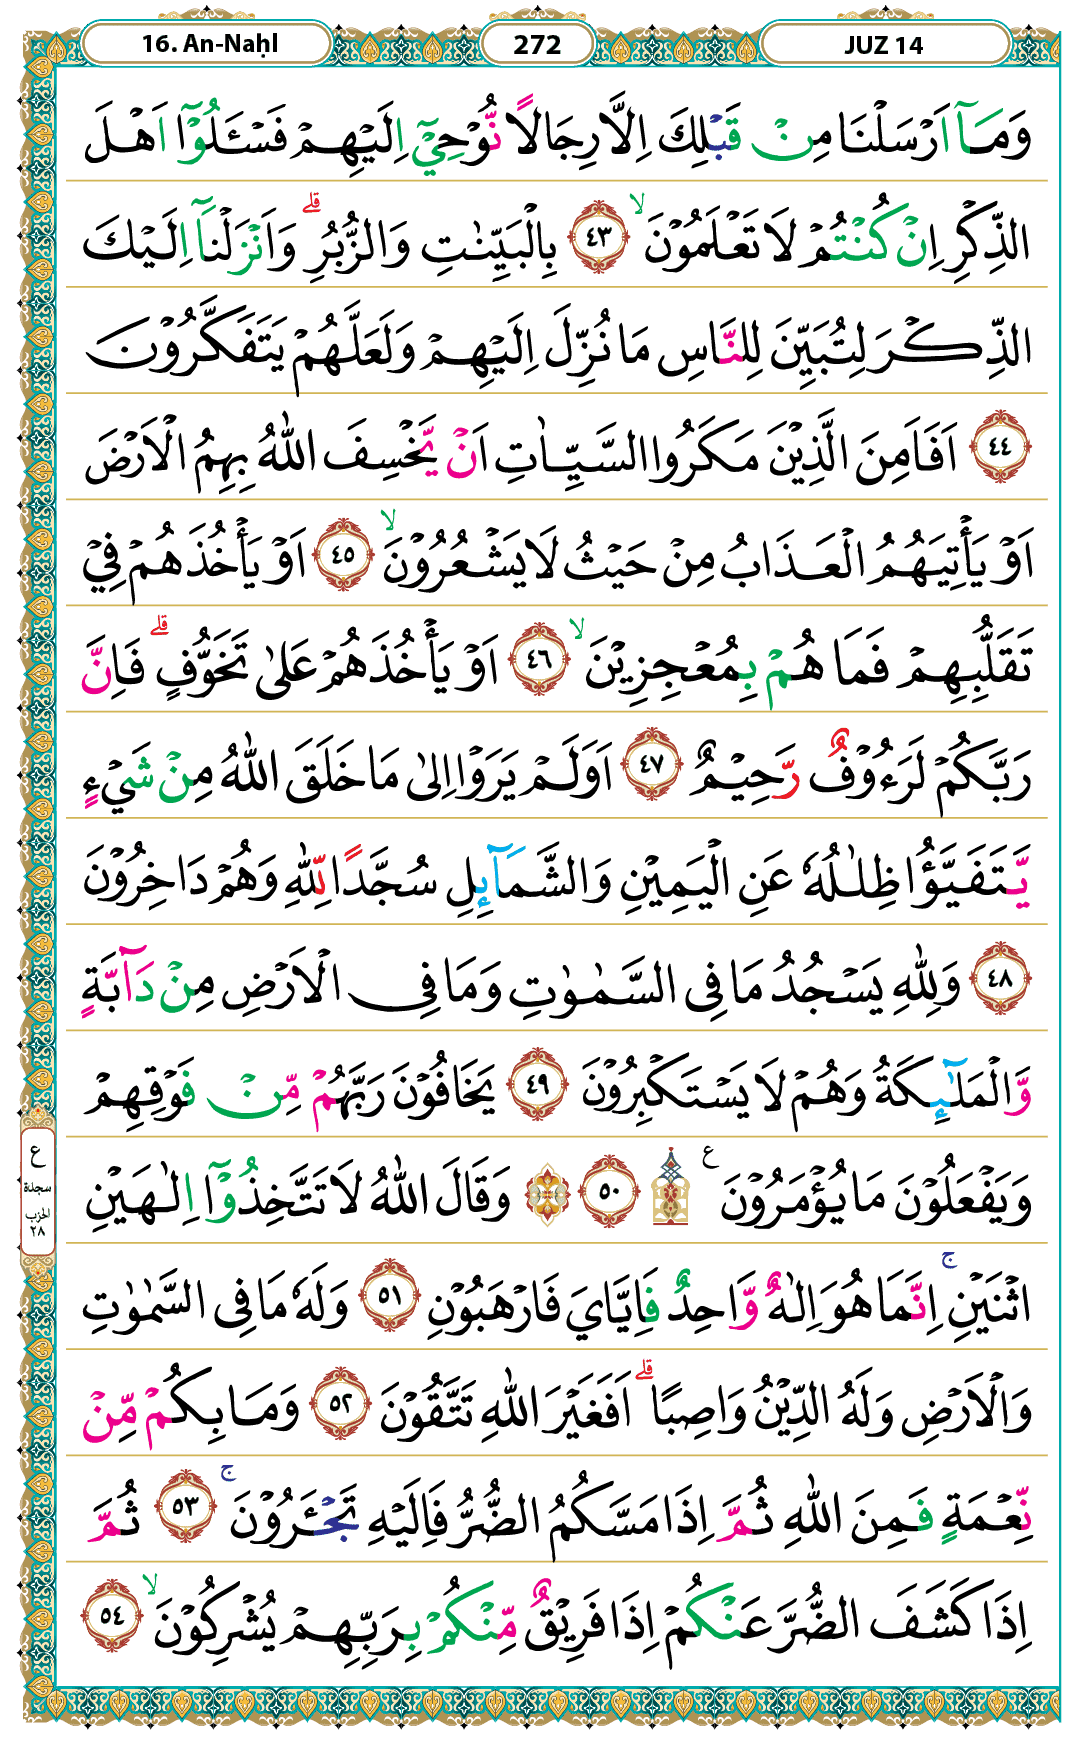 16. An-Naḥl
272
JUZ 14
وَمَآ اَرْسَلْنَا مِنْ قَبْلِكَ اِلَّا رِجَالًا نُّوْحِيْٓ اِلَيْهِمْ فَسْـَٔلُوْٓا اَهْلَ
الذِّكْرِ اِنْ كُنْتُمْ لَا تَعْلَمُوْنَۙ ٤٣ بِالْبَيِّنٰتِ وَالزُّبُرِۗ وَاَنْزَلْنَآ اِلَيْكَ
الذِّكْرَ لِتُبَيِّنَ لِلنَّاسِ مَا نُزِّلَ اِلَيْهِمْ وَلَعَلَّهُمْ يَتَفَكَّرُوْنَ
٤٤ اَفَاَمِنَ الَّذِيْنَ مَكَرُوا السَّيِّاٰتِ اَنْ يَّخْسِفَ اللّٰهُ بِهِمُ الْاَرْضَ
اَوْ يَأْتِيَهُمُ الْعَذَابُ مِنْ حَيْثُ لَا يَشْعُرُوْنَۙ ٤٥ اَوْ يَأْخُذَهُمْ فِيْ
تَقَلُّبِهِمْ فَمَا هُمْ بِمُعْجِزِيْنَۙ ٤٦ اَوْ يَأْخُذَهُمْ عَلٰى تَخَوُّفٍۗ فَاِنَّ
رَبَّكُمْ لَرَءُوْفٌ رَّحِيْمٌ ٤٧ اَوَلَمْ يَرَوْا اِلٰى مَا خَلَقَ اللّٰهُ مِنْ شَيْءٍ
يَّتَفَيَّؤُا ظِلٰلُهٗ عَنِ الْيَمِيْنِ وَالشَّمَآىِٕلِ سُجَّدًا لِّلّٰهِ وَهُمْ دَاخِرُوْنَ
٤٨ وَلِلّٰهِ يَسْجُدُ مَا فِى السَّمٰوٰتِ وَمَا فِى الْاَرْضِ مِنْ دَآبَّةٍ
وَّالْمَلٰۤىِٕكَةُ وَهُمْ لَا يَسْتَكْبِرُوْنَ ٤٩ يَخَافُوْنَ رَبَّهُمْ مِّنْ فَوْقِهِمْ
وَيَفْعَلُوْنَ مَا يُؤْمَرُوْنَ ع ۩ ٥٠ ۞ وَقَالَ اللّٰهُ لَا تَتَّخِذُوْٓا اِلٰهَيْنِ
اثْنَيْنِۚ اِنَّمَا هُوَ اِلٰهٌ وَّاحِدٌ فَاِيَّايَ فَارْهَبُوْنِ ٥١ وَلَهٗ مَا فِى السَّمٰوٰتِ
وَالْاَرْضِ وَلَهُ الدِّيْنُ وَاصِبًاۗ اَفَغَيْرَ اللّٰهِ تَتَّقُوْنَ ٥٢ وَمَا بِكُمْ مِّنْ
نِّعْمَةٍ فَمِنَ اللّٰهِ ثُمَّ اِذَا مَسَّكُمُ الضُّرُّ فَاِلَيْهِ تَجْـَٔرُوْنَۚ ٥٣ ثُمَّ
اِذَا كَشَفَ الضُّرَّ عَنْكُمْ اِذَا فَرِيْقٌ مِّنْكُمْ بِرَبِّهِمْ يُشْرِكُوْنَۙ ٥٤
ع
سجدة
الحزب
٢٨